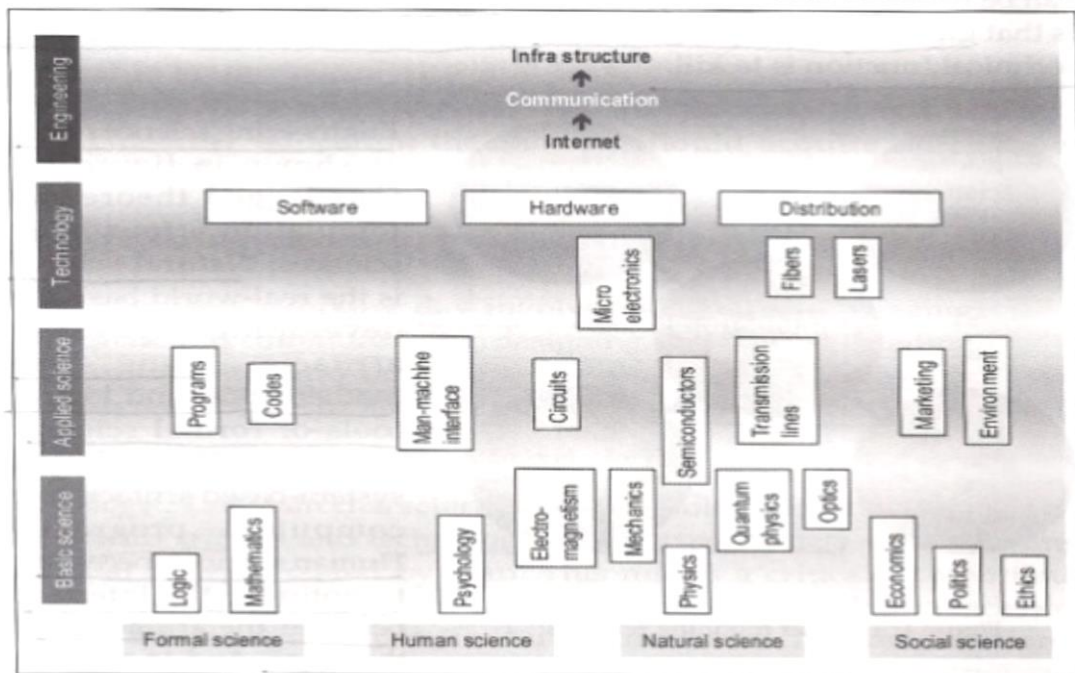 s that g
Engineering
Infra structure
Communication
Internet
Technology
Software
Hardware
Distribution
Micro
electronics
Fibers
Lasers
Applied science
Programs
Codes
Man-machine
interface
Circuits
Semiconductors
Transmission
lines
Marketing
Environment
Basic science
Logic
Mathematics
Psychology
Electro-
magnetism
Mechanics
Physics
Quantum
physics
Optics
Economics
Politics
Ethics
Formal science
Human science
Natural science
Social science